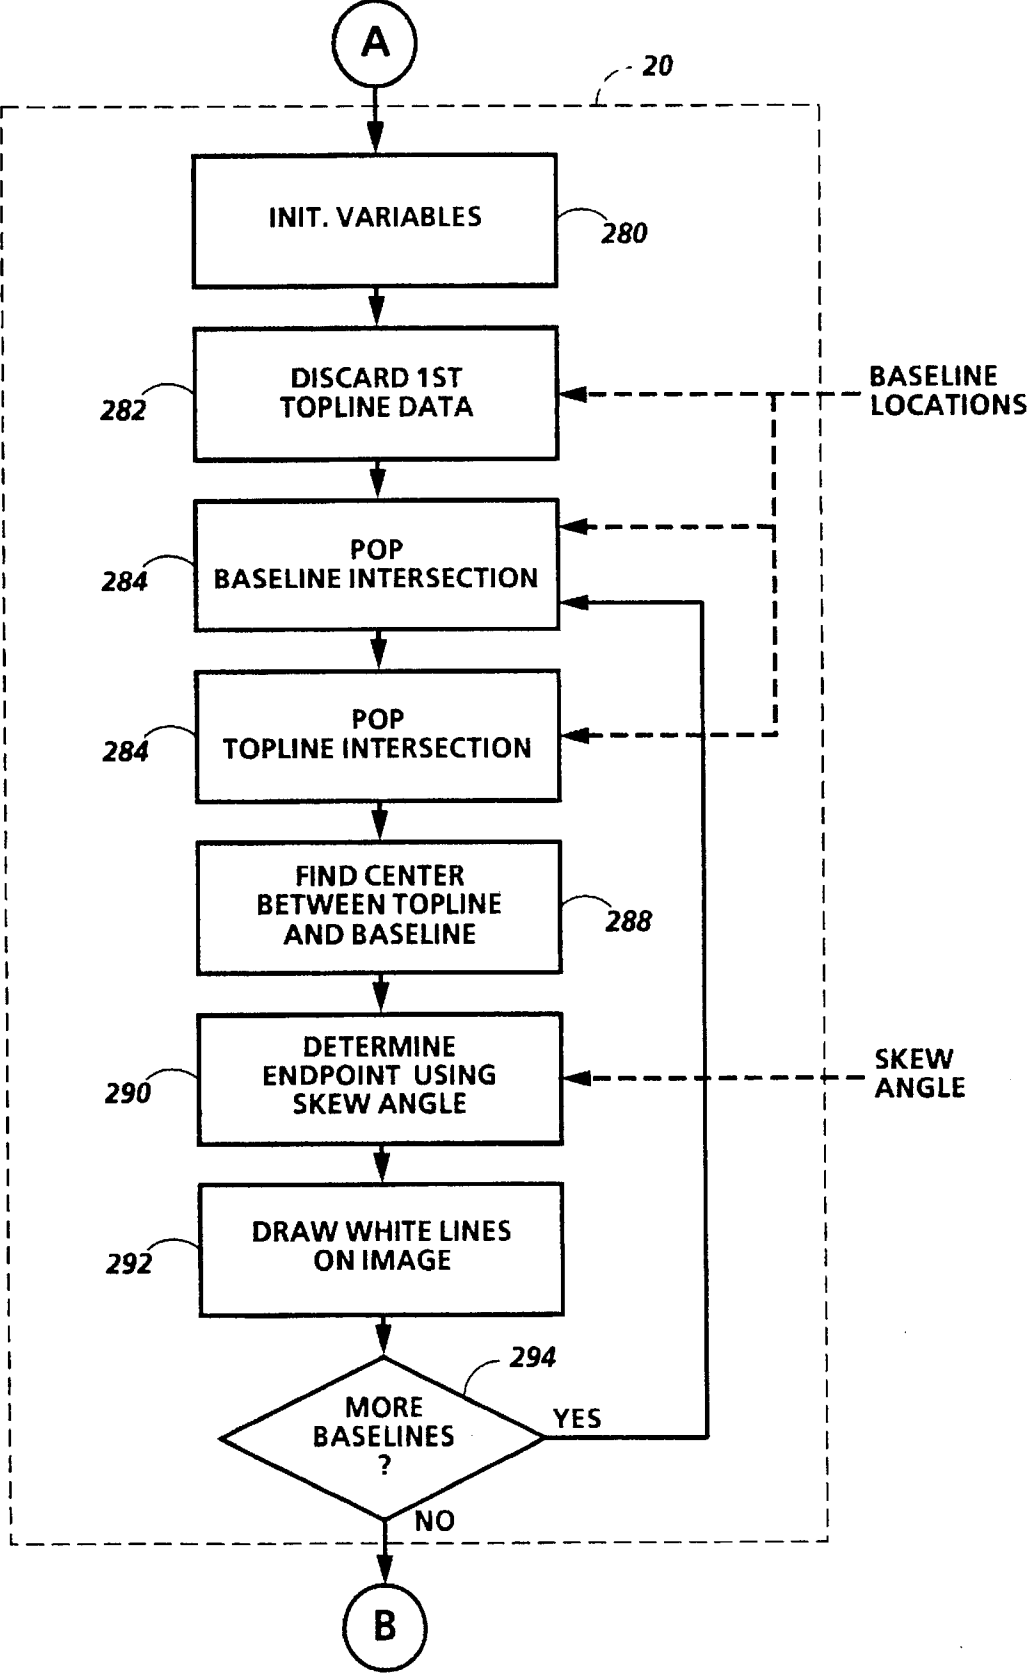 A
20
INIT. VARIABLES
280
DISCARD 1ST
TOPLINE DATA
282
BASELINE
LOCATIONS
POP
BASELINE INTERSECTION
284
POP
TOPLINE INTERSECTION
284
FIND CENTER
BETWEEN TOPLINE
AND BASELINE
288
DETERMINE
ENDPOINT USING
SKEW ANGLE
290
SKEW
ANGLE
DRAW WHITE LINES
ON IMAGE
292
294
MORE
BASELINES
?
YES
NO
B